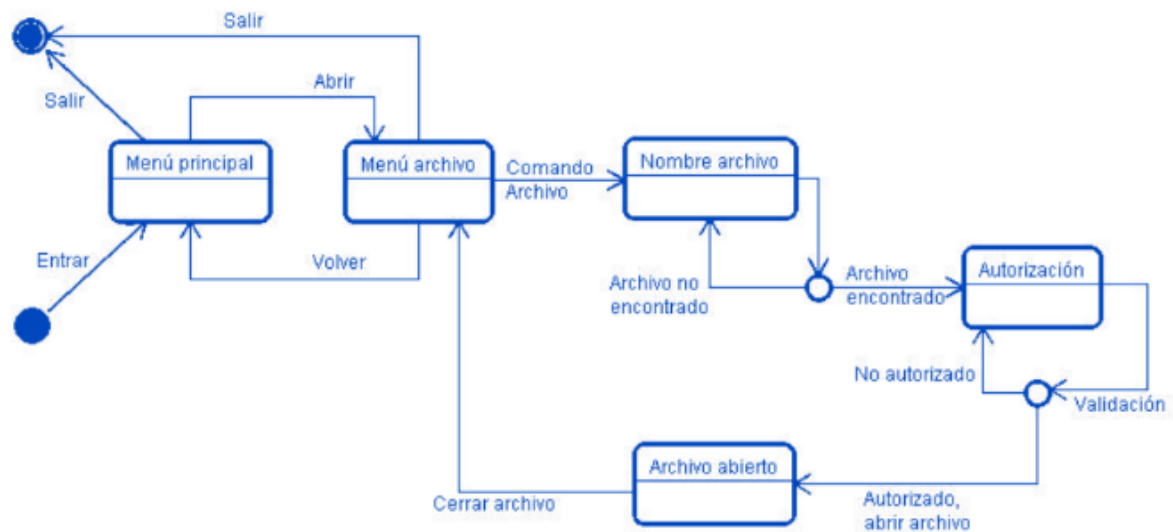 Salir
Salir
Abrir
Menú principal
Menú archivo
Comando
Archivo
Nombre archivo
Entrar
Volver
Archivo no
encontrado
Archivo
encontrado
Autorización
No autorizado
Validación
Archivo abierto
Cerrar archivo
Autorizado,
abrir archivo